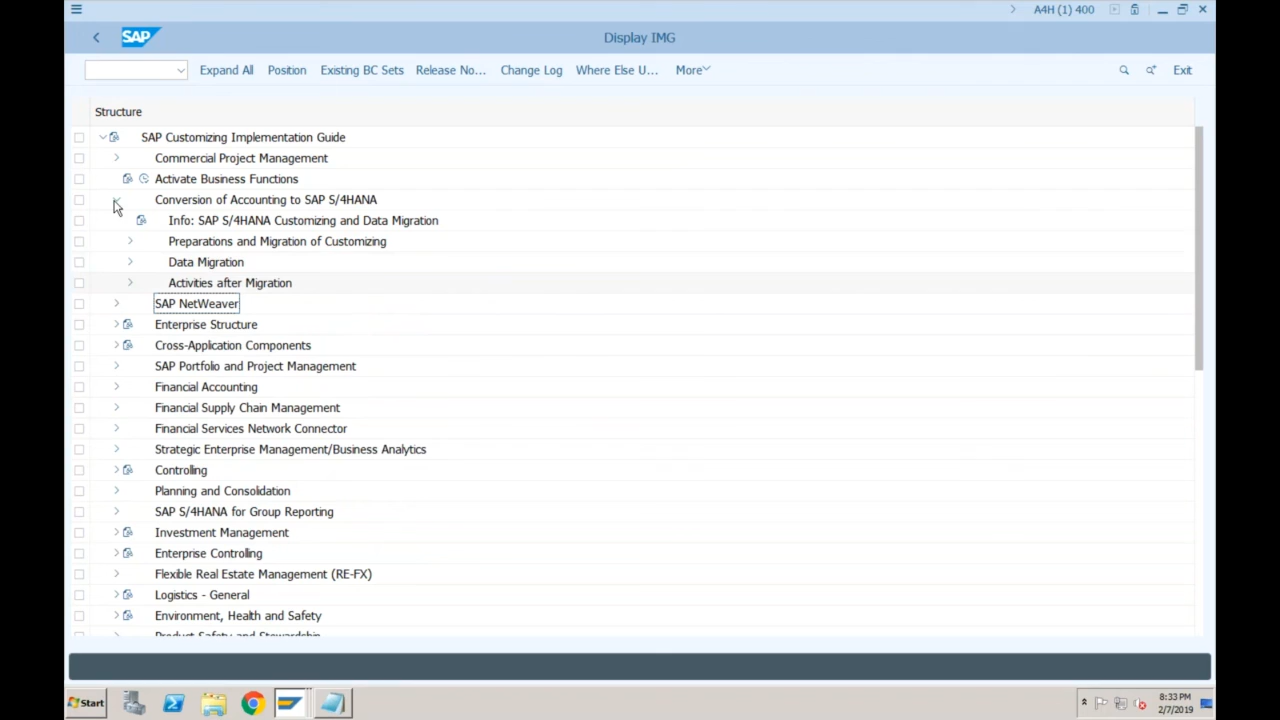 A4H (1) 400
SAP
Display IMG
Expand All Position Existing BC Sets Release No... Change Log Where Else U... More Exit
Structure
SAP Customizing Implementation Guide
Commercial Project Management
Activate Business Functions
Conversion of Accounting to SAP S/4HANA
Info: SAP S/4HANA Customizing and Data Migration
Preparations and Migration of Customizing
Data Migration
Activities after Migration
SAP NetWeaver
Enterprise Structure
Cross-Application Components
SAP Portfolio and Project Management
Financial Accounting
Financial Supply Chain Management
Financial Services Network Connector
Strategic Enterprise Management/Business Analytics
Controlling
Planning and Consolidation
SAP S/4HANA for Group Reporting
Investment Management
Enterprise Controlling
Flexible Real Estate Management (RE-FX)
Logistics - General
Environment, Health and Safety
Product Safety and Stewardship
Start
8:33 PM
2/7/2019